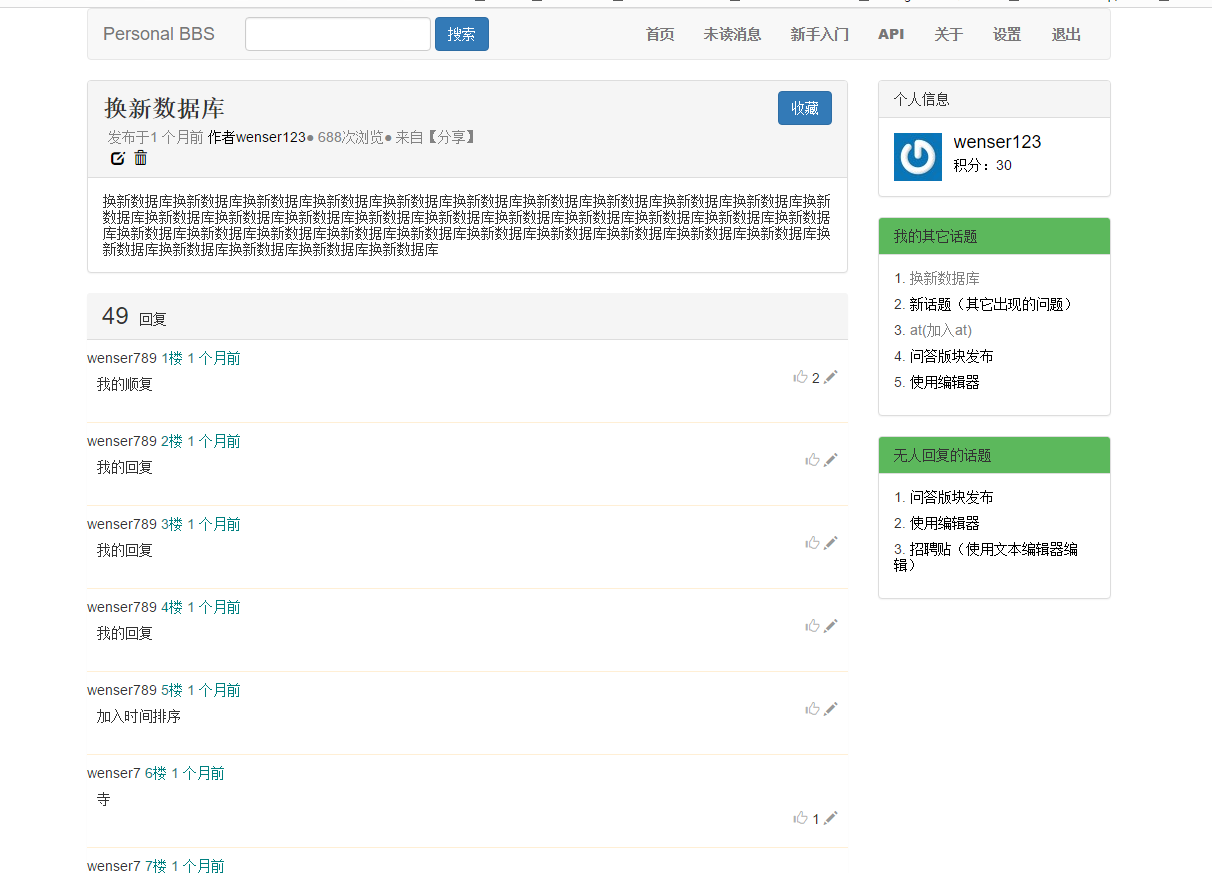 Personal BBS 搜索 首页 未读消息 新手入门 API 关于 设置 退出
换新数据库 收藏
发布于1 个月前 作者wenser123● 688次浏览● 来自【分享】
换新数据库换新数据库换新数据库换新数据库换新数据库换新数据库换新数据库换新数据库换新数据库换新数据库换新
数据库换新数据库换新数据库换新数据库换新数据库换新数据库换新数据库换新数据库换新数据库换新数据库换新数据
库换新数据库换新数据库换新数据库换新数据库换新数据库换新数据库换新数据库换新数据库换新数据库换新数据库换
新数据库换新数据库换新数据库换新数据库换新数据库
49 回复
wenser789 1楼 1 个月前
我的顺复
2
wenser789 2楼 1 个月前
我的回复
wenser789 3楼 1 个月前
我的回复
wenser789 4楼 1 个月前
我的回复
wenser789 5楼 1 个月前
加入时间排序
wenser7 6楼 1 个月前
寺
1
wenser7 7楼 1 个月前
个人信息
wenser123
积分：30
我的其它话题
1. 换新数据库
2. 新话题（其它出现的问题）
3. at(加入at)
4. 问答版块发布
5. 使用编辑器
无人回复的话题
1. 问答版块发布
2. 使用编辑器
3. 招聘贴（使用文本编辑器编
辑）